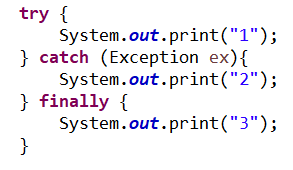 try {
    System.out.print("1");
} catch (Exception ex){
    System.out.print("2");
} finally {
    System.out.print("3");
}